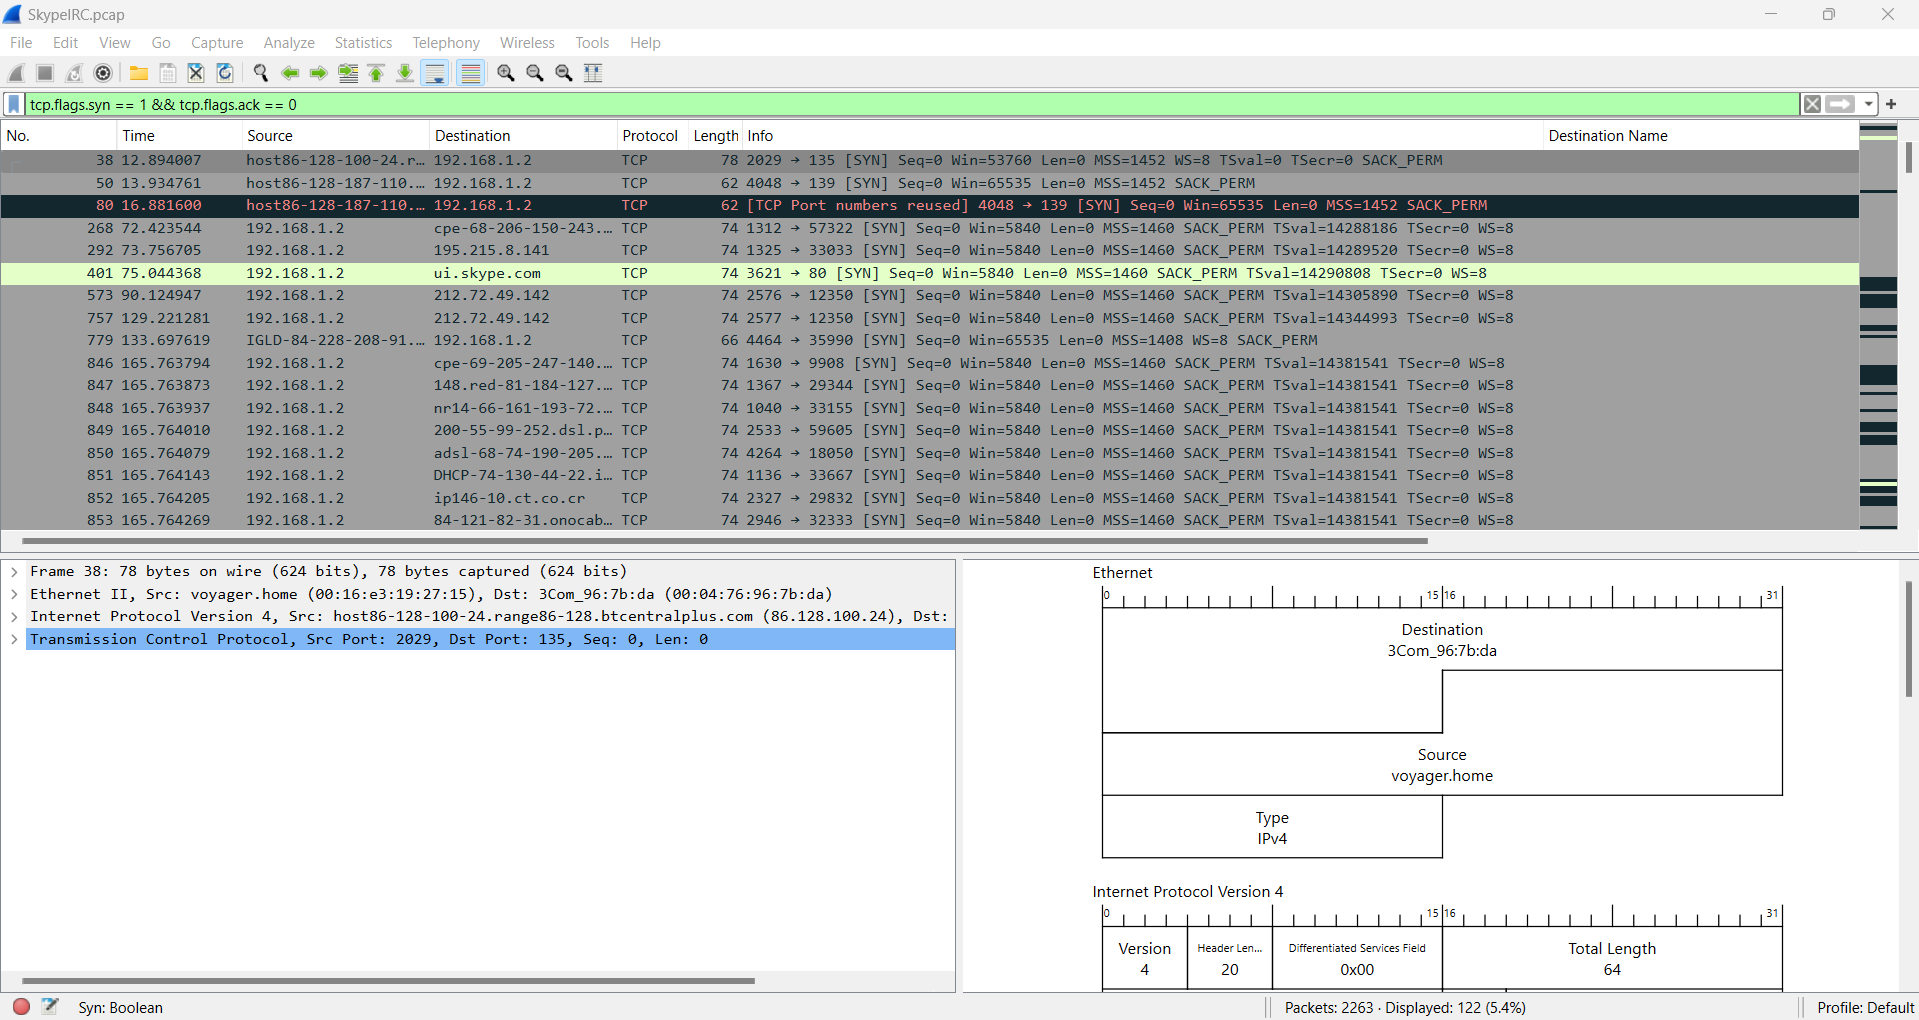 SkypeIRC.pcap
File Edit View Go Capture Analyze Statistics Telephony Wireless Tools Help
tcp.flags.syn == 1 && tcp.flags.ack == 0
No. Time Source Destination Protocol Length Info Destination Name
38 12.894007 host86-128-100-24.r… 192.168.1.2 TCP 78 2029 → 135 [SYN] Seq=0 Win=53760 Len=0 MSS=1452 WS=8 TSval=0 TSecr=0 SACK_PERM
50 13.934761 host86-128-187-110.… 192.168.1.2 TCP 62 4048 → 139 [SYN] Seq=0 Win=65535 Len=0 MSS=1452 SACK_PERM
80 16.881600 host86-128-187-110.… 192.168.1.2 TCP 62 [TCP Port numbers reused] 4048 → 139 [SYN] Seq=0 Win=65535 Len=0 MSS=1452 SACK_PERM
268 72.423544 192.168.1.2 cpe-68-206-150-243.… TCP 74 1312 → 57322 [SYN] Seq=0 Win=5840 Len=0 MSS=1460 SACK_PERM TSval=14288186 TSecr=0 WS=8
292 73.756705 192.168.1.2 195.215.8.141 TCP 74 1325 → 33033 [SYN] Seq=0 Win=5840 Len=0 MSS=1460 SACK_PERM TSval=14289520 TSecr=0 WS=8
401 75.044368 192.168.1.2 ui.skype.com TCP 74 3621 → 80 [SYN] Seq=0 Win=5840 Len=0 MSS=1460 SACK_PERM TSval=14290808 TSecr=0 WS=8
573 90.124947 192.168.1.2 212.72.49.142 TCP 74 2576 → 12350 [SYN] Seq=0 Win=5840 Len=0 MSS=1460 SACK_PERM TSval=14305890 TSecr=0 WS=8
757 129.221281 192.168.1.2 212.72.49.142 TCP 74 2577 → 12350 [SYN] Seq=0 Win=5840 Len=0 MSS=1460 SACK_PERM TSval=14344993 TSecr=0 WS=8
779 133.697619 IGLD-84-228-208-91.… 192.168.1.2 TCP 66 4464 → 35990 [SYN] Seq=0 Win=65535 Len=0 MSS=1408 WS=8 SACK_PERM
846 165.763794 192.168.1.2 cpe-69-205-247-140.… TCP 74 1630 → 9908 [SYN] Seq=0 Win=5840 Len=0 MSS=1460 SACK_PERM TSval=14381541 TSecr=0 WS=8
847 165.763873 192.168.1.2 148.red-81-184-127.… TCP 74 1367 → 29344 [SYN] Seq=0 Win=5840 Len=0 MSS=1460 SACK_PERM TSval=14381541 TSecr=0 WS=8
848 165.763937 192.168.1.2 nr14-66-161-193-72.… TCP 74 1040 → 33155 [SYN] Seq=0 Win=5840 Len=0 MSS=1460 SACK_PERM TSval=14381541 TSecr=0 WS=8
849 165.764010 192.168.1.2 200-55-99-252.dsl.p… TCP 74 2533 → 59605 [SYN] Seq=0 Win=5840 Len=0 MSS=1460 SACK_PERM TSval=14381541 TSecr=0 WS=8
850 165.764079 192.168.1.2 adsl-68-74-190-205.… TCP 74 4264 → 18050 [SYN] Seq=0 Win=5840 Len=0 MSS=1460 SACK_PERM TSval=14381541 TSecr=0 WS=8
851 165.764143 192.168.1.2 DHCP-74-130-44-22.i… TCP 74 1136 → 33667 [SYN] Seq=0 Win=5840 Len=0 MSS=1460 SACK_PERM TSval=14381541 TSecr=0 WS=8
852 165.764205 192.168.1.2 ip146-10.ct.co.cr TCP 74 2327 → 29832 [SYN] Seq=0 Win=5840 Len=0 MSS=1460 SACK_PERM TSval=14381541 TSecr=0 WS=8
853 165.764269 192.168.1.2 84-121-82-31.onocab… TCP 74 2946 → 32333 [SYN] Seq=0 Win=5840 Len=0 MSS=1460 SACK_PERM TSval=14381541 TSecr=0 WS=8
Frame 38: 78 bytes on wire (624 bits), 78 bytes captured (624 bits)
Ethernet II, Src: voyager.home (00:16:e3:19:27:15), Dst: 3Com_96:7b:da (00:04:76:96:7b:da)
Internet Protocol Version 4, Src: host86-128-100-24.range86-128.btcentralplus.com (86.128.100.24), Dst:
Transmission Control Protocol, Src Port: 2029, Dst Port: 135, Seq: 0, Len: 0
Ethernet
0 15 16 31
Destination
3Com_96:7b:da
Source
voyager.home
Type
IPv4
Internet Protocol Version 4
0 15 16 31
Version Header Len… Differentiated Services Field Total Length
4 20 0x00 64
Syn: Boolean Packets: 2263 · Displayed: 122 (5.4%) Profile: Default